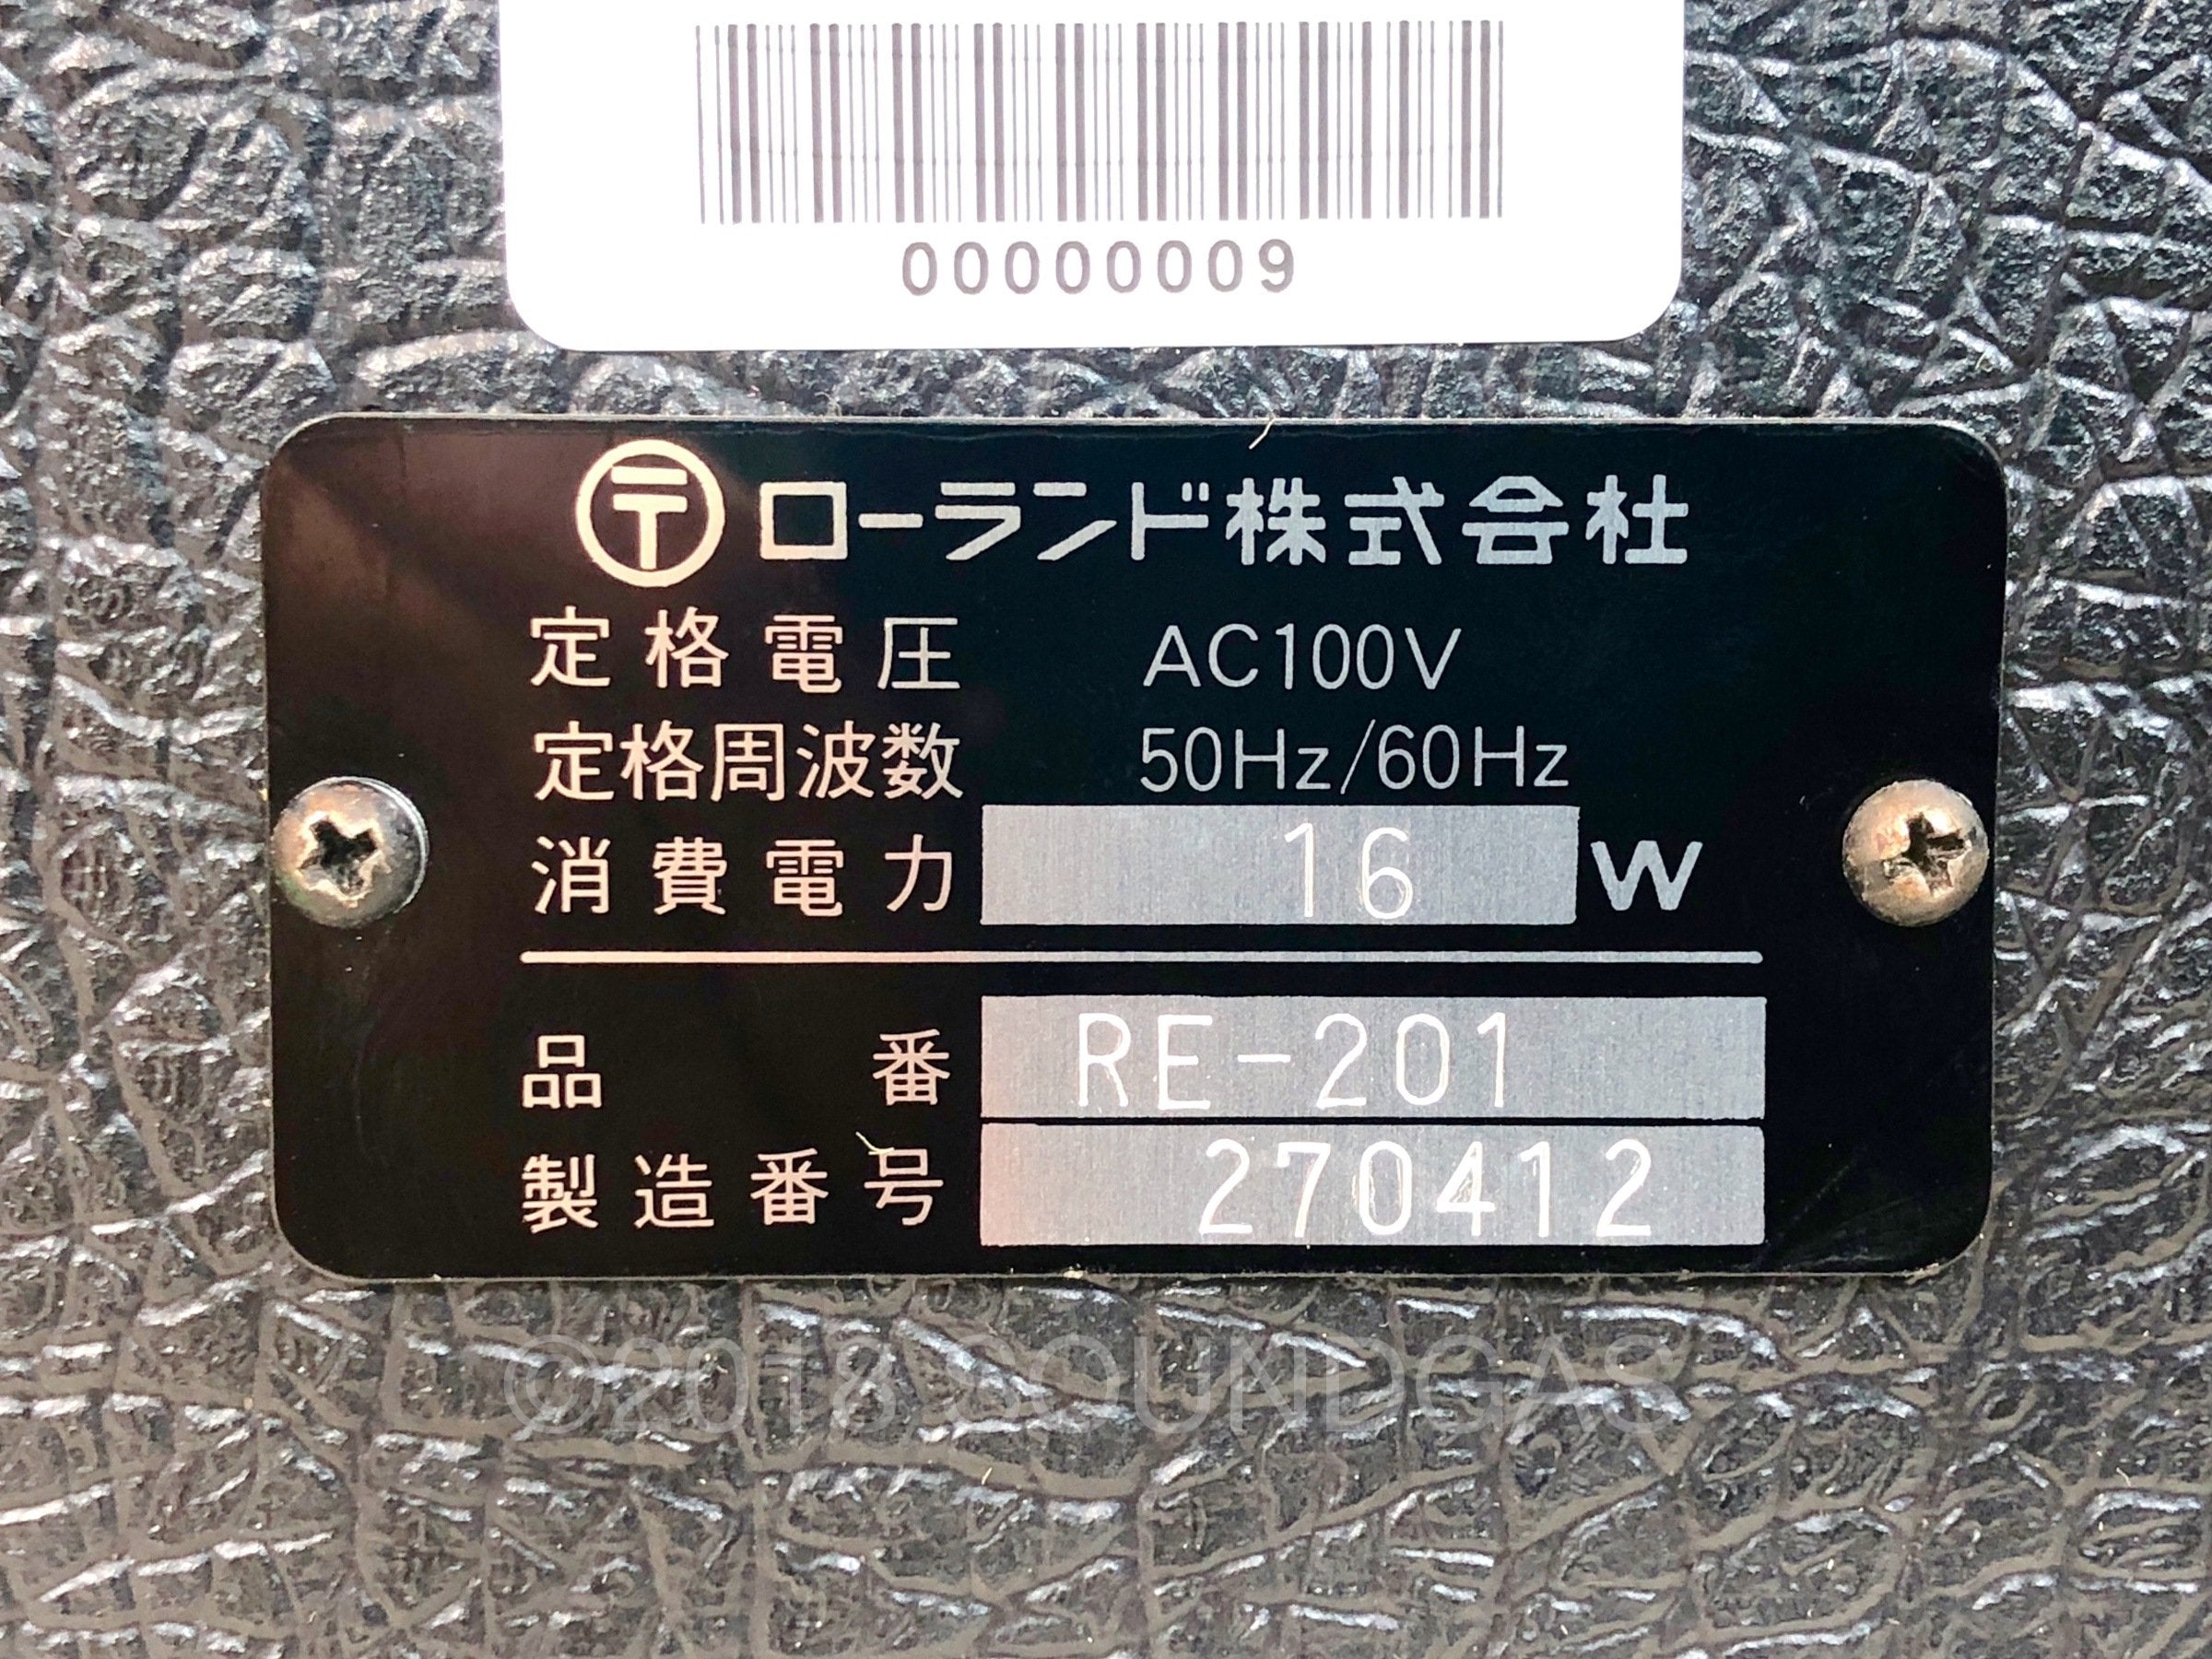 00000009
〒 ローランド株式会社
定格電圧 AC100V
定格周波数 50Hz/60Hz
消費電力 16 W
品番 RE-201
製造番号 270412
©2018 SOUNDGAS